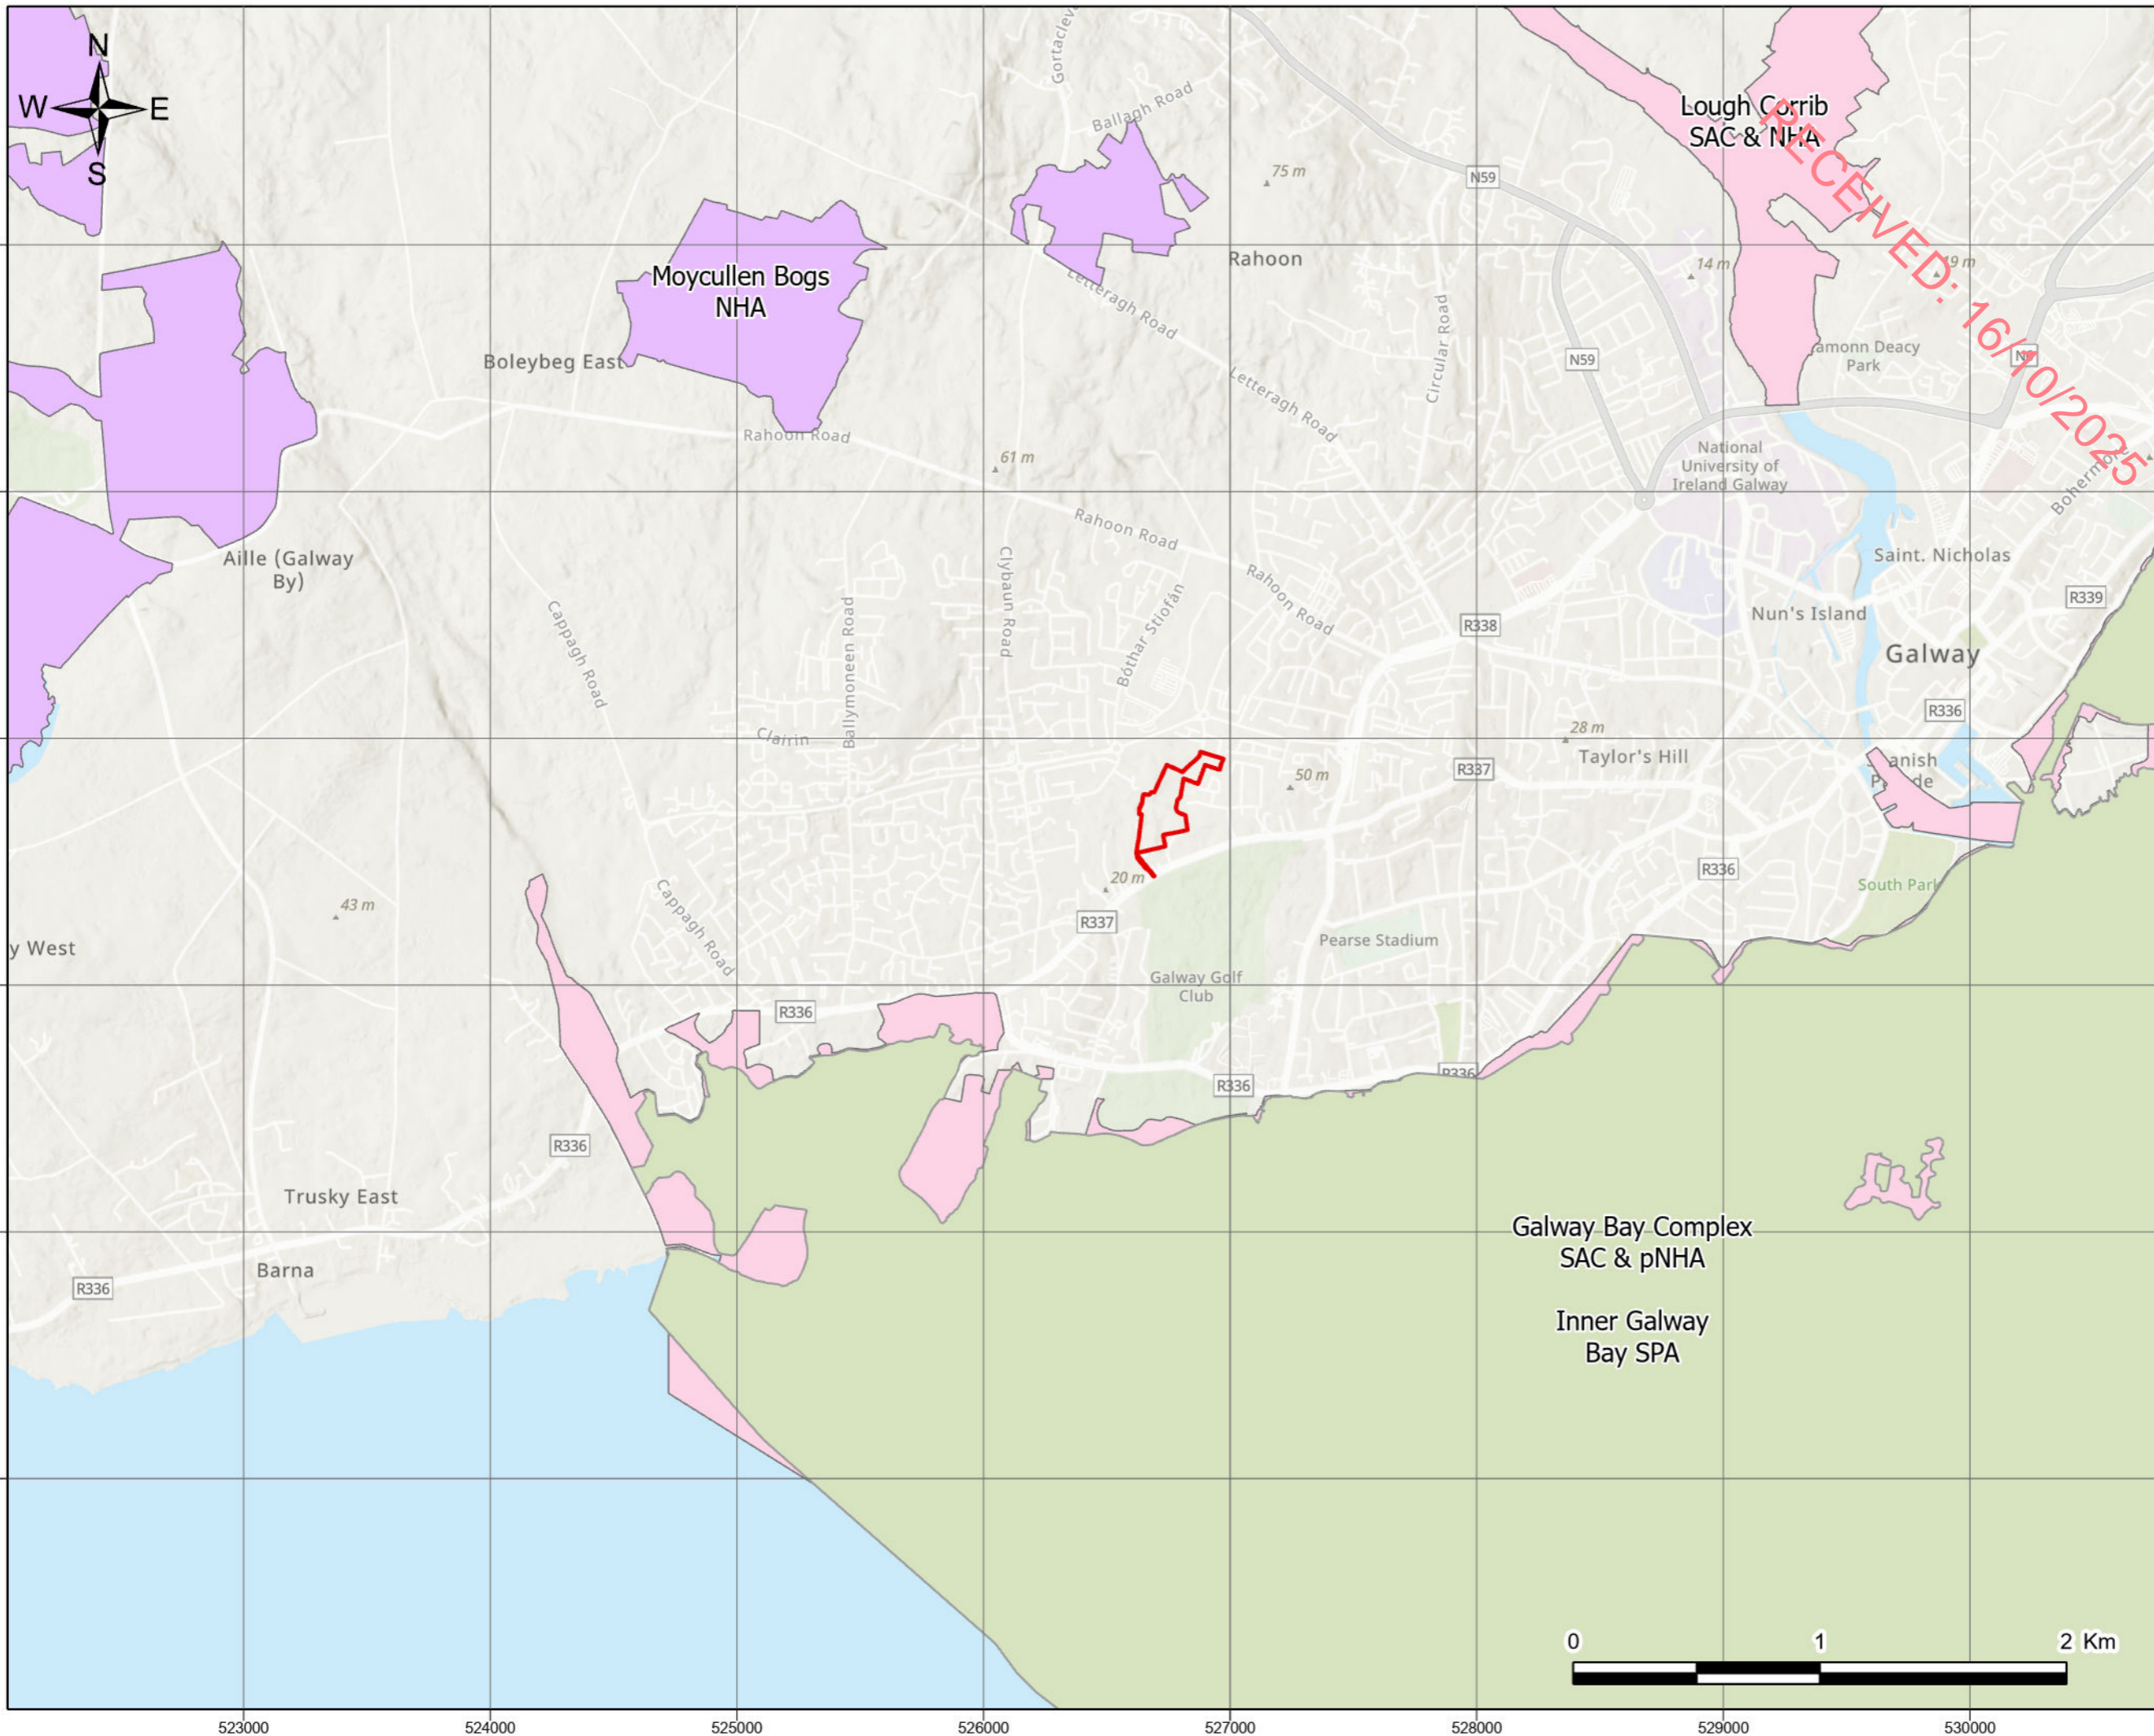 N
W E
S
Gortaclev
Ballagh Road
75 m
N59
Lough Corrib
SAC & NHA
RECEIVED: 16/10/2025
Moycullen Bogs
NHA
Rahoon
14 m
19 m
Letteragh Road
Circular Road
Boleybeg East
N59
amonn Deacy
Park
N6
Letteragh Road
Rahoon Road
61 m
National
University of
Ireland Galway
Bohermore
Rahoon Road
Aille (Galway
By)
Saint. Nicholas
Rahoon Road
R339
Cappagh Road
Ballymoneen Road
Clybaun Road
Bóthar Stiofán
R338
Nun's Island
Galway
R336
Clairin
28 m
Taylor's Hill
R337
50 m
anish
P de
R336
20 m
South Park
43 m
Cappagh Road
R337
y West
Pearse Stadium
Galway Golf
Club
R336
R336
R336
R336
Trusky East
Galway Bay Complex
SAC & pNHA
Barna
R336
Inner Galway
Bay SPA
0 1 2 Km
523000 524000 525000 526000 527000 528000 529000 530000